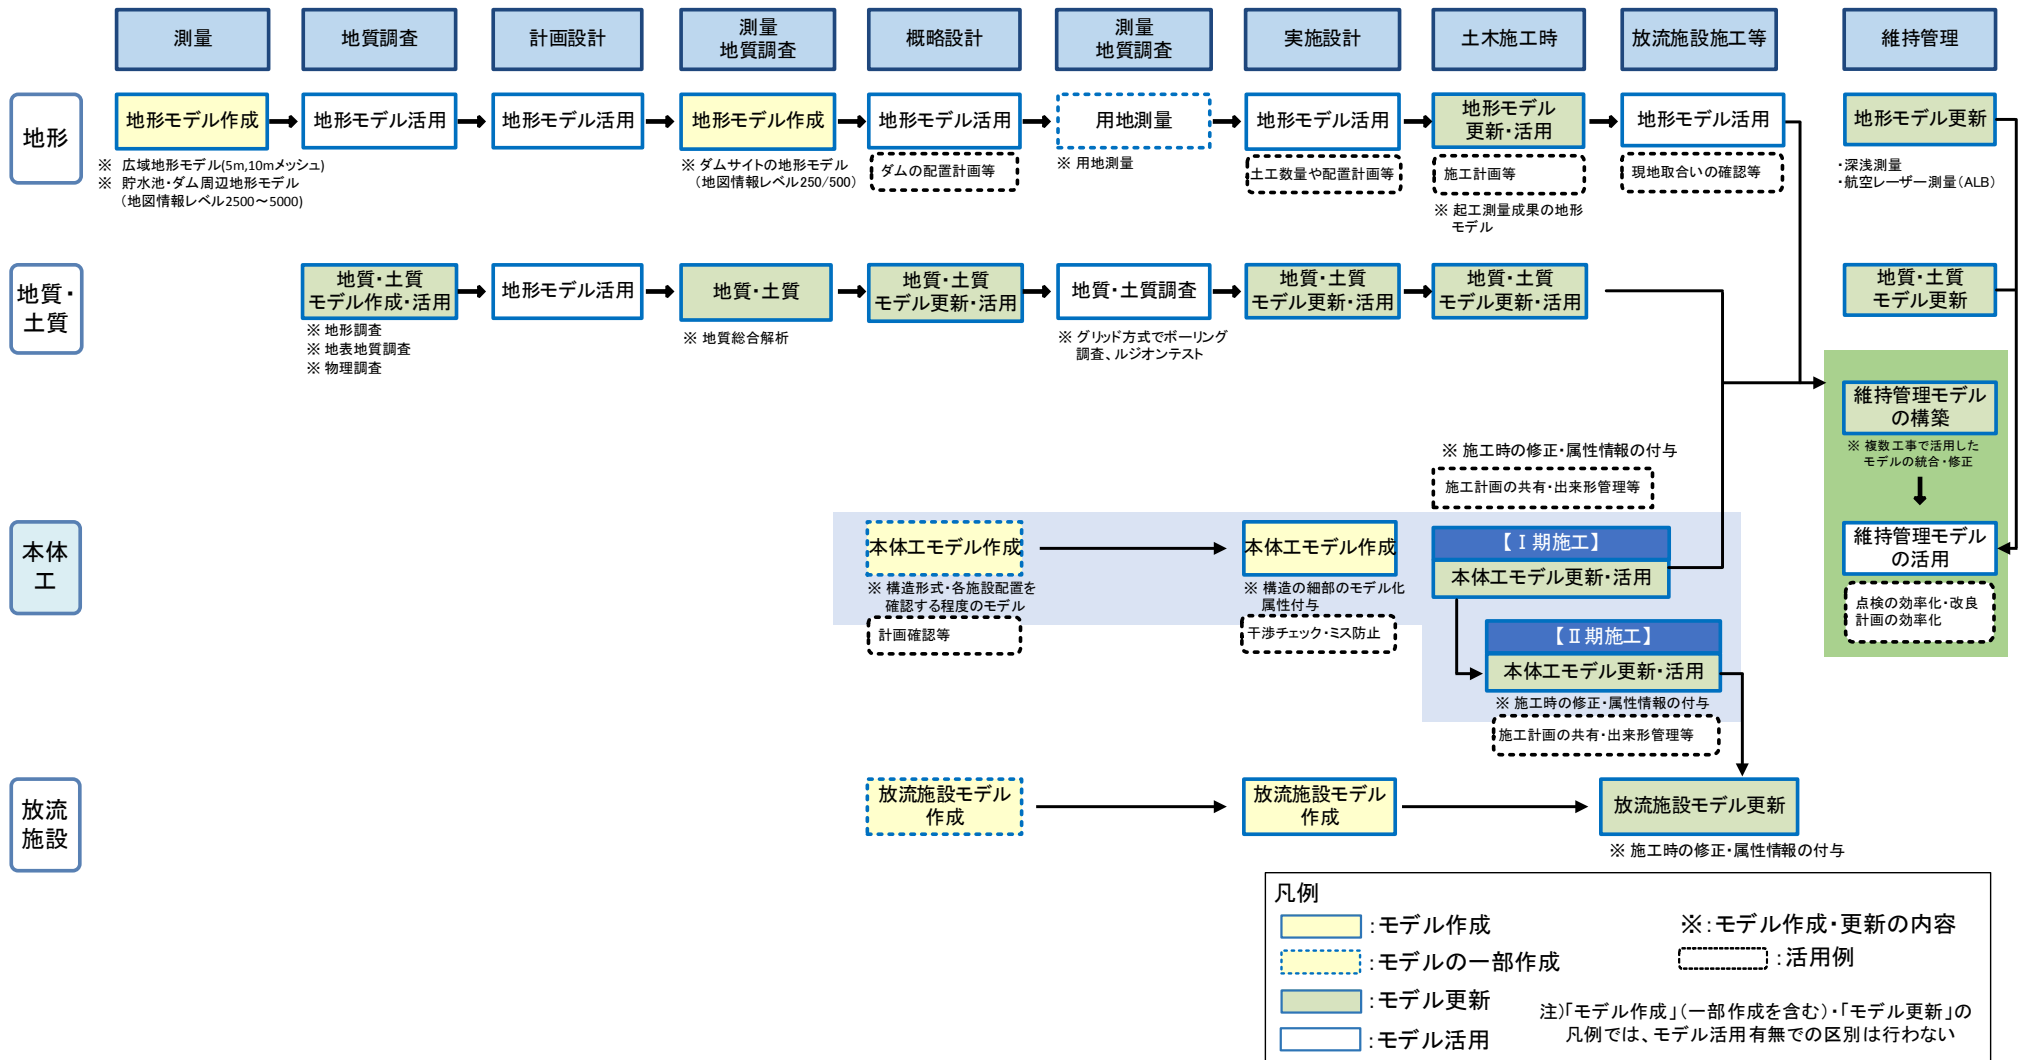 測量
地質調査
計画設計
測量
地質調査
概略設計
測量
地質調査
実施設計
土木施工時
放流施設施工等
維持管理
地形
地形モデル作成
※ 広域地形モデル(5m,10mメッシュ)
※ 貯水池・ダム周辺地形モデル
(地図情報レベル2500～5000)
地形モデル活用
地形モデル活用
地形モデル作成
※ ダムサイトの地形モデル
(地図情報レベル250/500)
地形モデル活用
ダムの配置計画等
用地測量
※ 用地測量
地形モデル活用
土工数量や配置計画等
地形モデル
更新・活用
施工計画等
※ 起工測量成果の地形
モデル
地形モデル活用
現地取合いの確認等
地形モデル更新
・深浅測量
・航空レーザー測量(ALB)
地質・
土質
地質・土質
モデル作成・活用
※ 地形調査
※ 地表地質調査
※ 物理調査
地形モデル活用
地質・土質
※ 地質総合解析
地質・土質
モデル更新・活用
地質・土質調査
※ グリッド方式でボーリング
調査、ルジオンテスト
地質・土質
モデル更新・活用
地質・土質
モデル更新・活用
地質・土質
モデル更新
維持管理モデル
の構築
※ 複数工事で活用した
モデルの統合・修正
維持管理モデル
の活用
点検の効率化・改良
計画の効率化
本体
工
本体工モデル作成
※ 構造形式・各施設配置を
確認する程度のモデル
計画確認等
本体工モデル作成
※ 構造の細部のモデル化
属性付与
干渉チェック・ミス防止
※ 施工時の修正・属性情報の付与
施工計画の共有・出来形管理等
【Ⅰ期施工】
本体工モデル更新・活用
【Ⅱ期施工】
本体工モデル更新・活用
※ 施工時の修正・属性情報の付与
施工計画の共有・出来形管理等
放流
施設
放流施設モデル
作成
放流施設モデル
作成
放流施設モデル更新
※ 施工時の修正・属性情報の付与
凡例
:モデル作成
:モデルの一部作成
:モデル更新
:モデル活用
※:モデル作成・更新の内容
:活用例
注)「モデル作成」(一部作成を含む)・「モデル更新」の
凡例では、モデル活用有無での区別は行わない